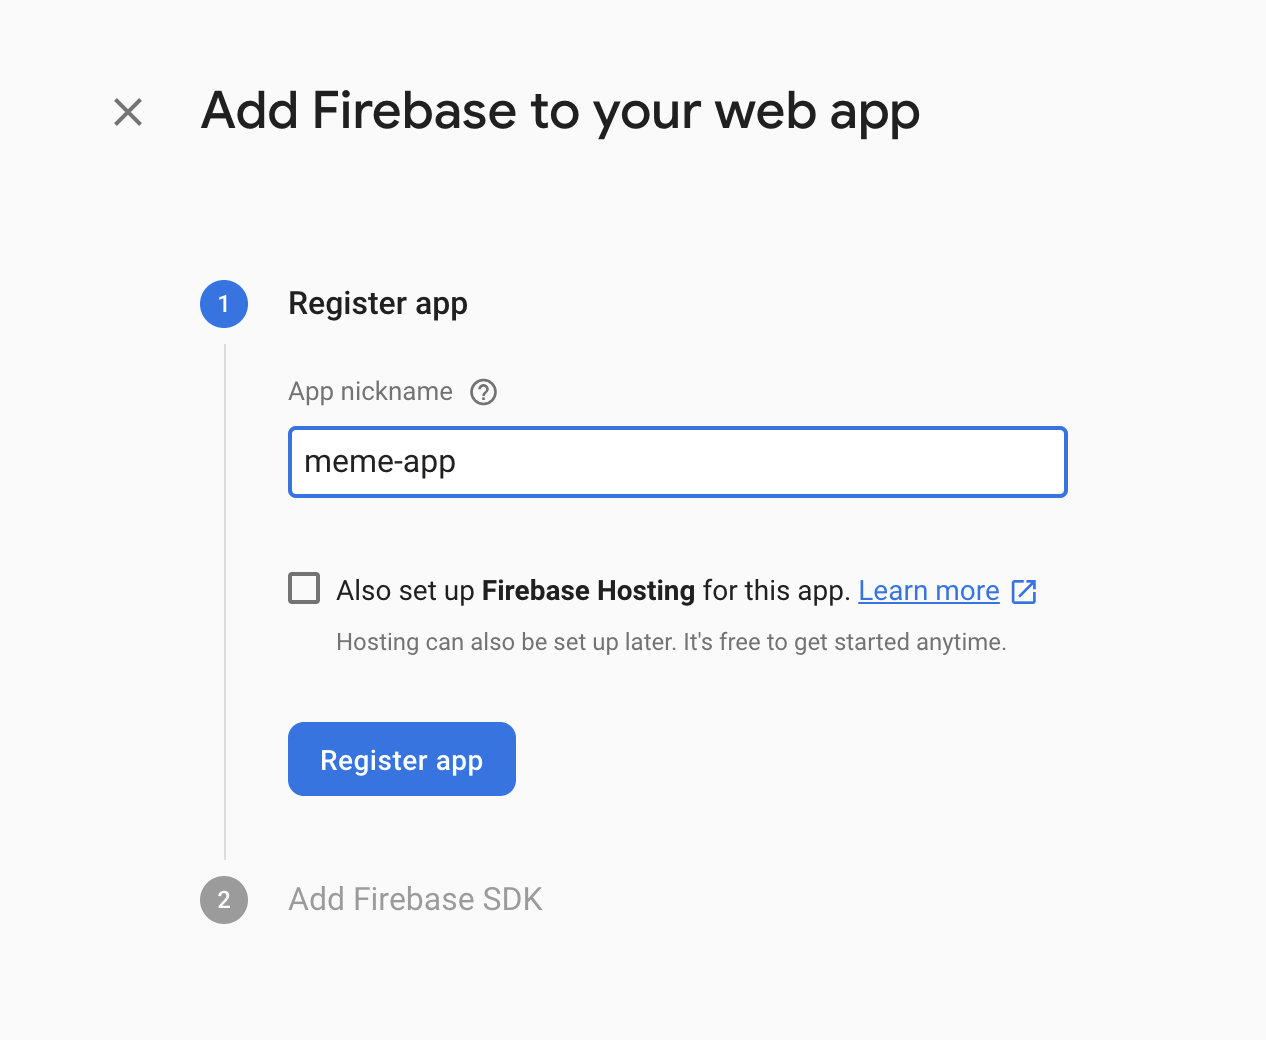 Add Firebase to your web app
1 Register app
App nickname
meme-app
Also set up Firebase Hosting for this app. Learn more
Hosting can also be set up later. It's free to get started anytime.
Register app
2 Add Firebase SDK